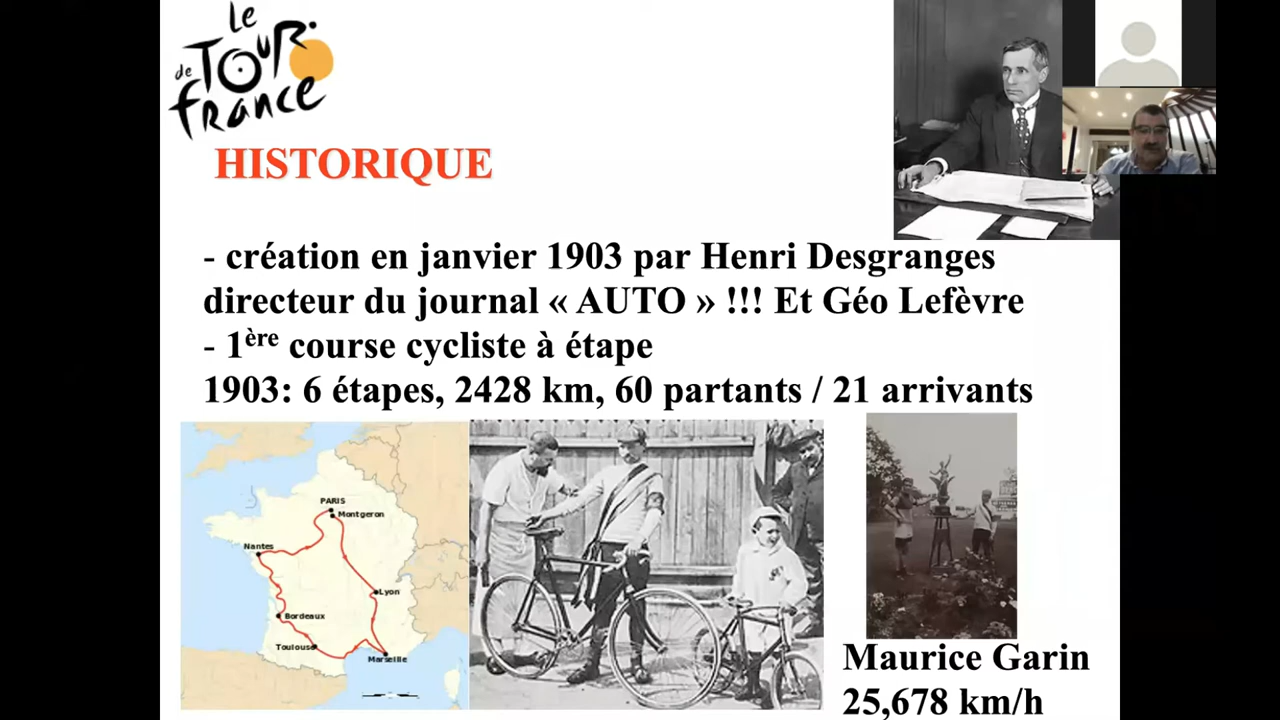 Le
TOUR
de
france
HISTORIQUE
- création en janvier 1903 par Henri Desgranges
directeur du journal « AUTO » !!! Et Géo Lefèvre
- 1ère course cycliste à étape
1903: 6 étapes, 2428 km, 60 partants / 21 arrivants
PARIS
Montgeron
Nantes
Lyon
Bordeaux
Toulouse
Marseille
Maurice Garin
25,678 km/h